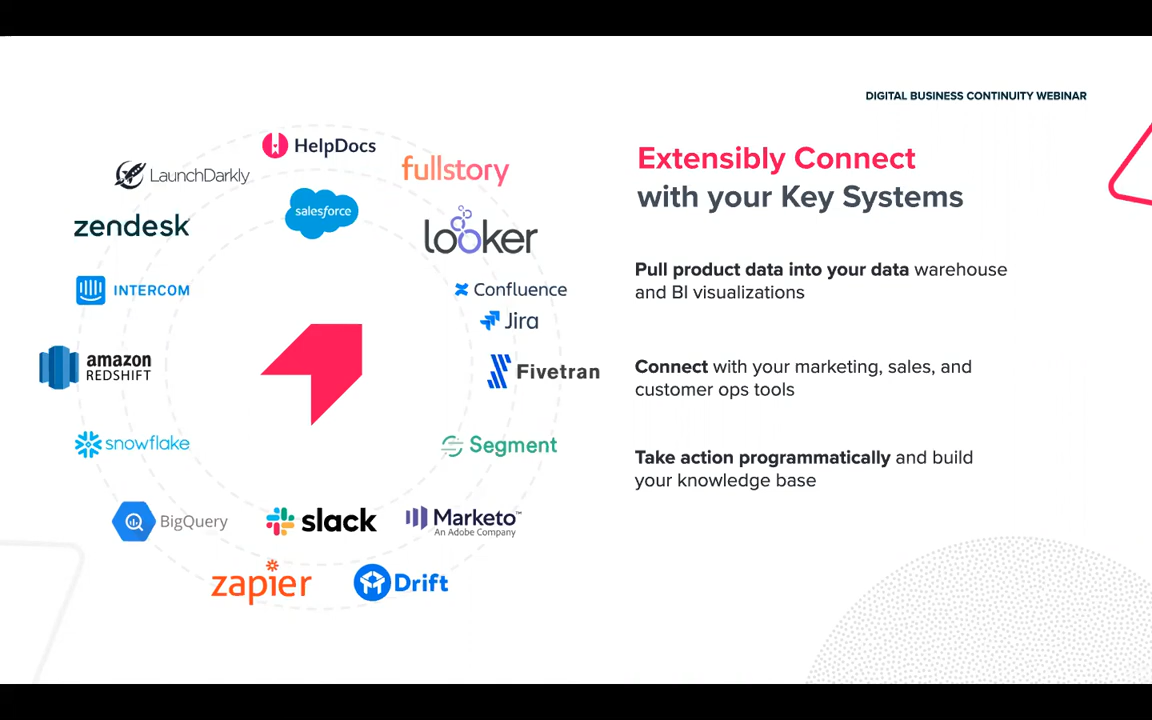 DIGITAL BUSINESS CONTINUITY WEBINAR
HelpDocs
LaunchDarkly
fullstory
zendesk
salesforce
looker
INTERCOM
Confluence
Jira
amazon
REDSHIFT
Fivetran
snowflake
Segment
BigQuery
slack
Marketo™
An Adobe Company
zapier
Drift
Extensibly Connect
with your Key Systems
Pull product data into your data warehouse
and BI visualizations
Connect with your marketing, sales, and
customer ops tools
Take action programmatically and build
your knowledge base